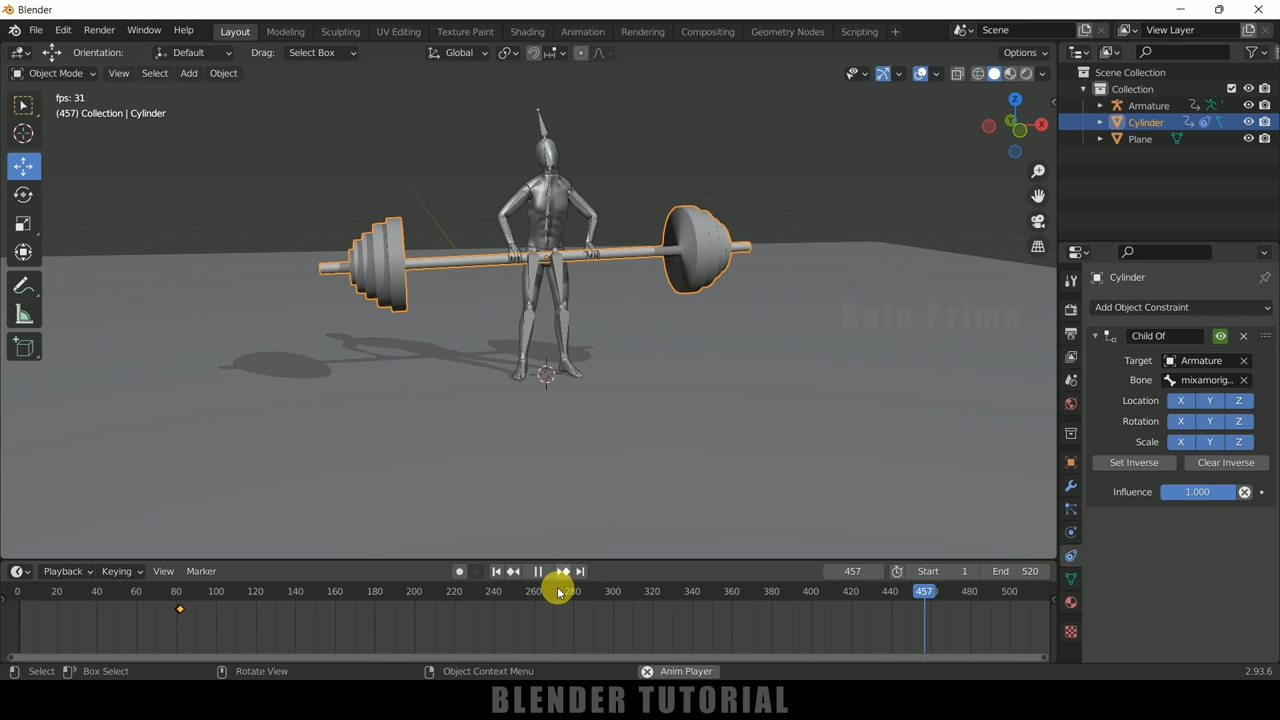 Blender
File Edit Render Window Help Layout Modeling Sculpting UV Editing Texture Paint Shading Animation Rendering Compositing Geometry Nodes Scripting + Scene View Layer
Orientation: Default Drag: Select Box Global Options
Object Mode View Select Add Object
fps: 31
(457) Collection | Cylinder
Z
Y
X
Scene Collection
Collection
Armature
Cylinder
Plane
Cylinder
Add Object Constraint
Child Of
Target Armature
Bone mixamorig...
Location X Y Z
Rotation X Y Z
Scale X Y Z
Set Inverse Clear Inverse
Influence 1.000
Balu Prime
Playback Keying View Marker 457 Start 1 End 520
0 20 40 60 80 100 120 140 160 180 200 220 240 260 280 300 320 340 360 380 400 420 440 457 480 500
Select Box Select Rotate View Object Context Menu Anim Player 2.93.6
BLENDER TUTORIAL